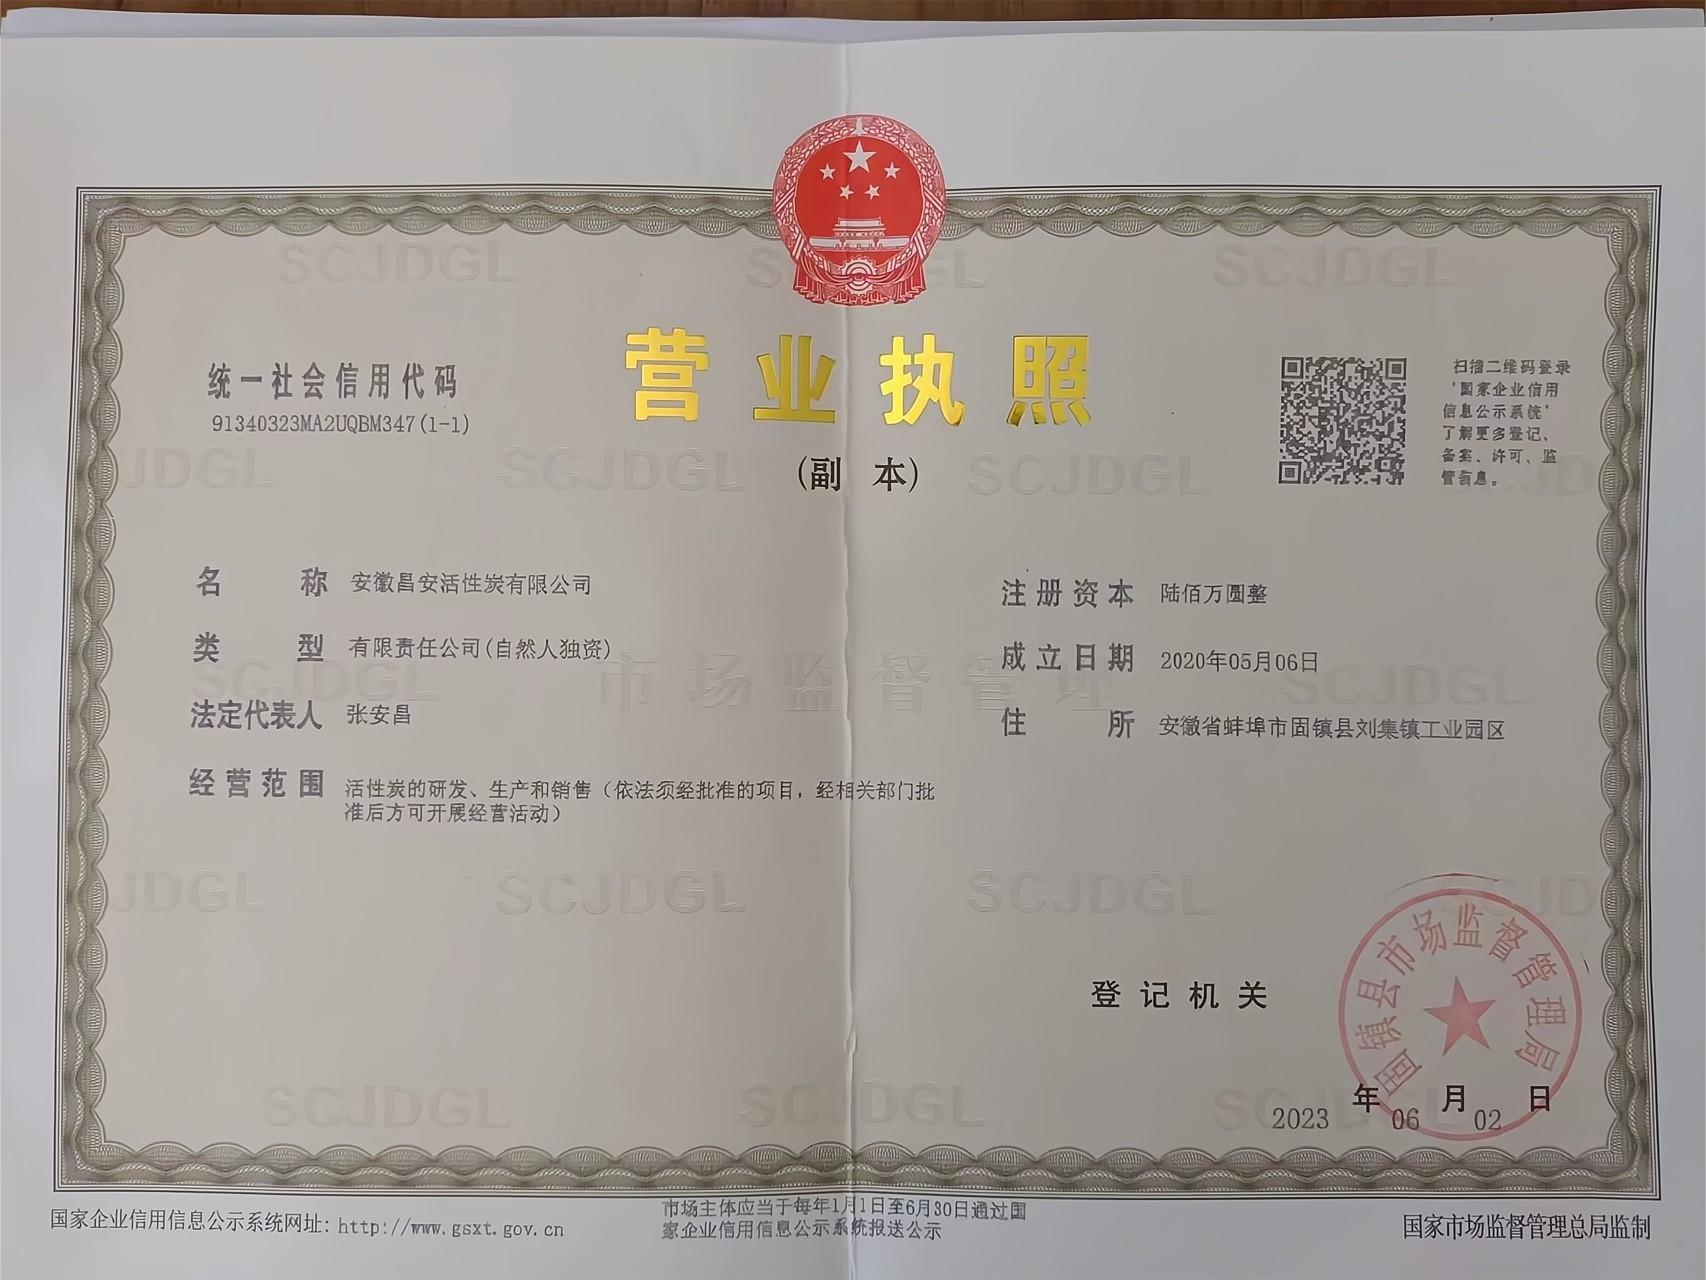 营业执照
(副 本)
统一社会信用代码
91340323MA2UQBM347(1-1)
扫描二维码登录
'国家企业信用
信息公示系统'
了解更多登记、
备案、许可、监
管信息。
名 称 安徽昌安活性炭有限公司
类 型 有限责任公司(自然人独资)
法定代表人 张安昌
经营范围 活性炭的研发、生产和销售（依法须经批准的项目，经相关部门批
准后方可开展经营活动）
注册资本 陆佰万圆整
成立日期 2020年05月06日
住 所 安徽省蚌埠市固镇县刘集镇工业园区
市场监督管理
SCJDGL
登记机关
固镇县市场监督管理局
2023 年 06 月 02 日
国家企业信用信息公示系统网址: http://www.gsxt.gov.cn
市场主体应当于每年1月1日至6月30日通过国
家企业信用信息公示系统报送公示
国家市场监督管理总局监制